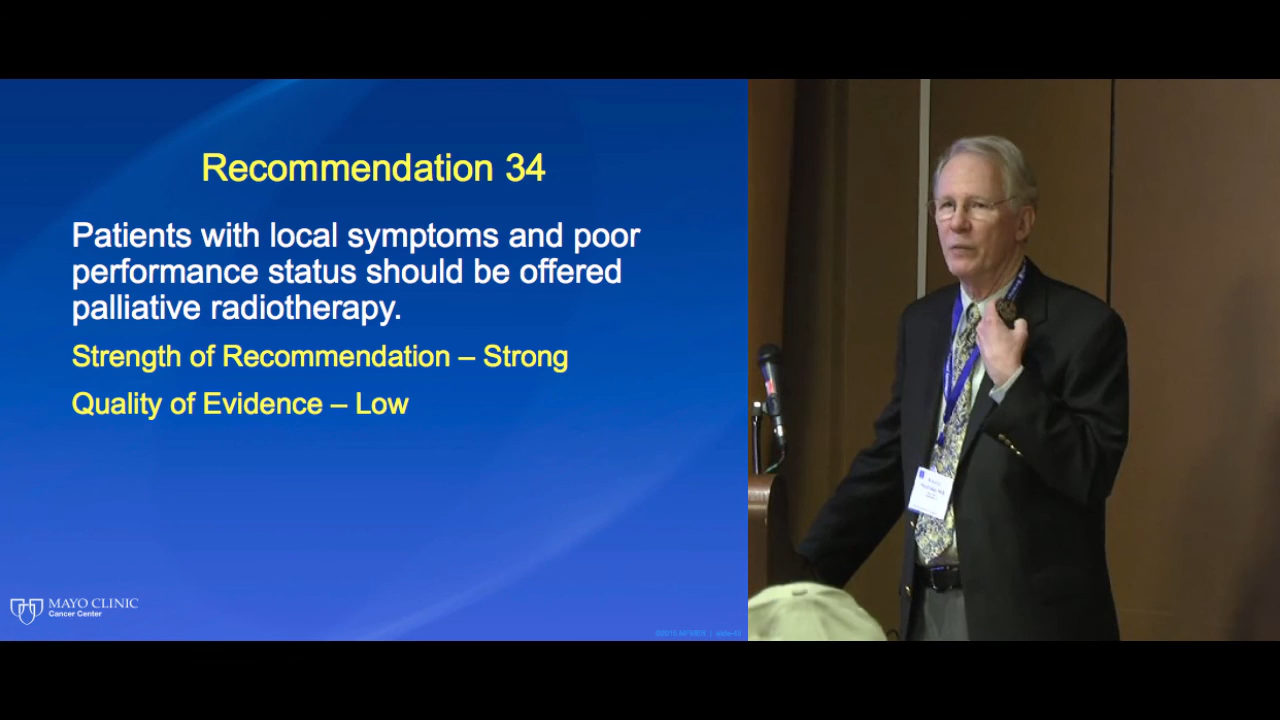 Recommendation 34
Patients with local symptoms and poor
performance status should be offered
palliative radiotherapy.
Strength of Recommendation – Strong
Quality of Evidence – Low
MAYO CLINIC
Cancer Center